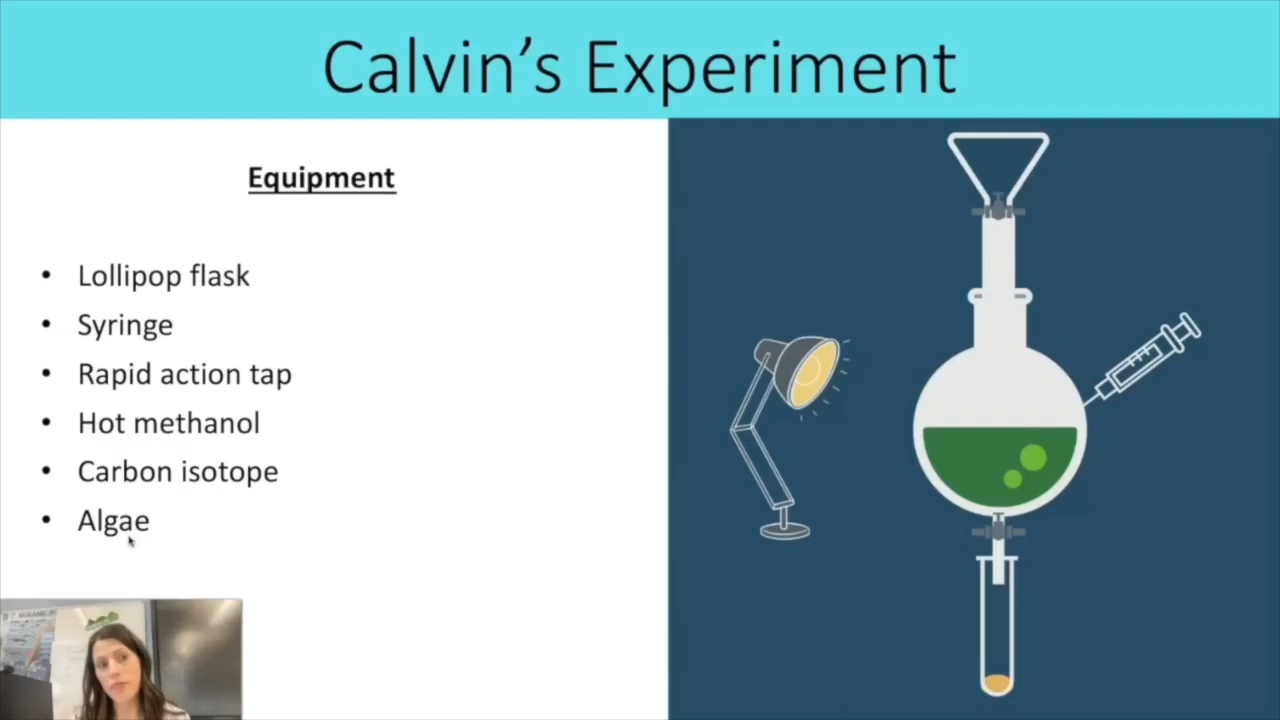 Calvin's Experiment
Equipment
• Lollipop flask
• Syringe
• Rapid action tap
• Hot methanol
• Carbon isotope
• Algae